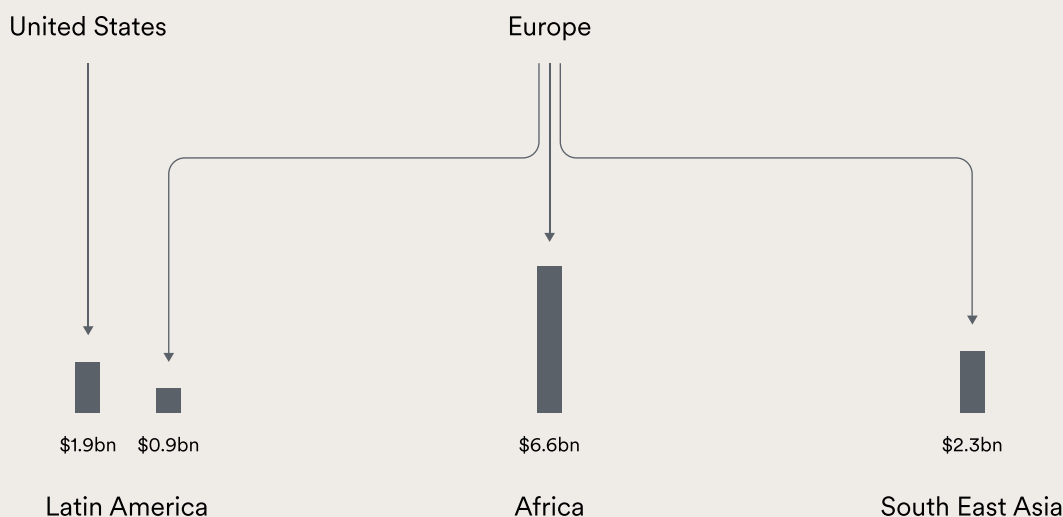 United States
Europe
$1.9bn
$0.9bn
$6.6bn
$2.3bn
Latin America
Africa
South East Asia